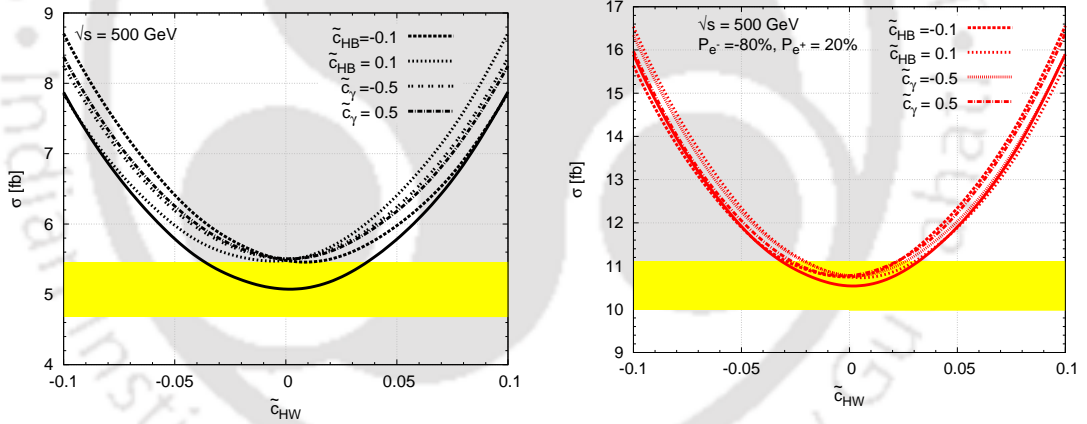 √s = 500 GeV
c̃HB=-0.1
c̃HB= 0.1
c̃γ=-0.5
c̃γ= 0.5
σ [fb]
9
8
7
6
5
4
-0.1
-0.05
0
0.05
0.1
c̃HW
√s = 500 GeV
Pe- =-80%, Pe+ = 20%
c̃HB=-0.1
c̃HB= 0.1
c̃γ=-0.5
c̃γ= 0.5
σ [fb]
17
16
15
14
13
12
11
10
9
-0.1
-0.05
0
0.05
0.1
c̃HW
Indian Insti
Guwahati